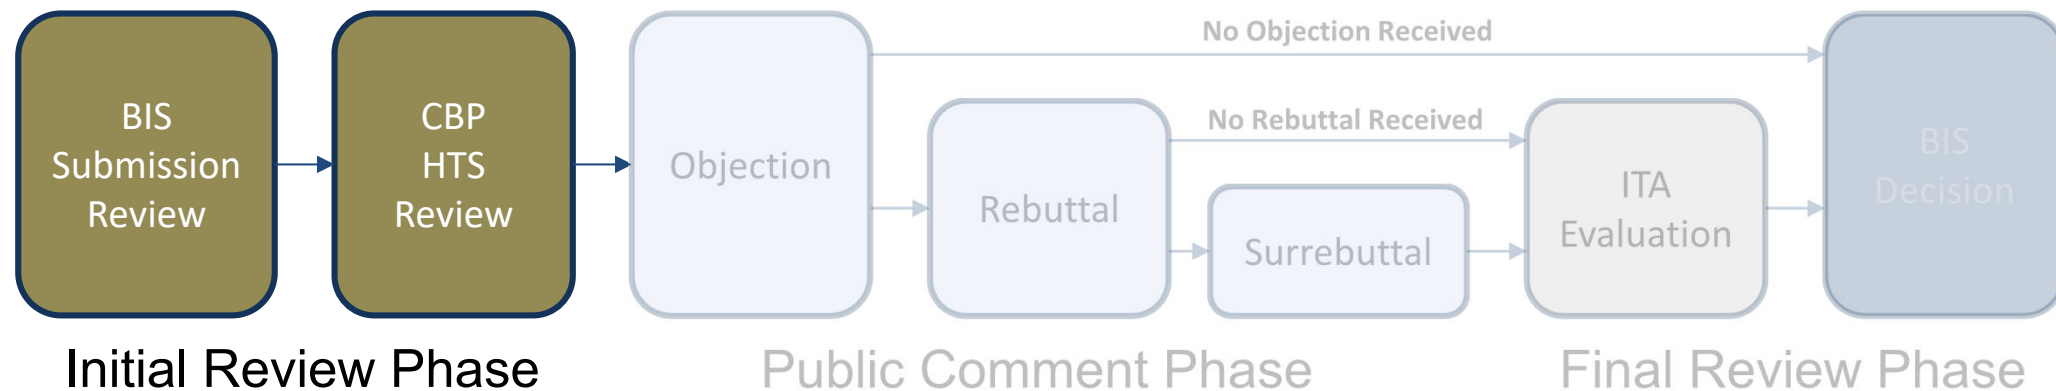 BIS
Submission
Review
CBP
HTS
Review
Objection
No Objection Received
Rebuttal
No Rebuttal Received
Surrebuttal
ITA
Evaluation
BIS
Decision
Initial Review Phase
Public Comment Phase
Final Review Phase